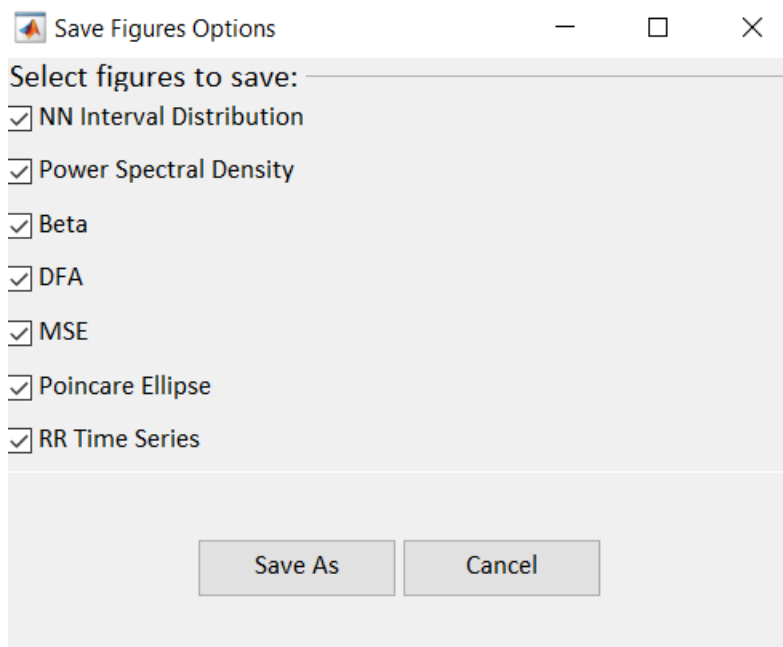 Save Figures Options
Select figures to save:
NN Interval Distribution
Power Spectral Density
Beta
DFA
MSE
Poincare Ellipse
RR Time Series
Save As Cancel